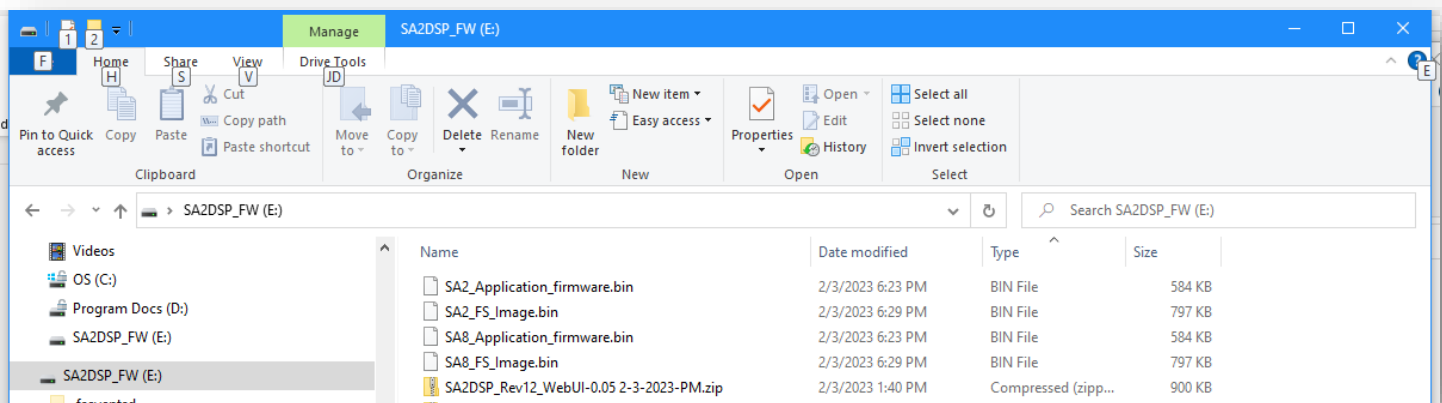 Manage SA2DSP_FW (E:)
1 2
F Home Share View Drive Tools
H S V JD E
Pin to Quick access
Copy
Paste
Cut
Copy path
Paste shortcut
Clipboard
Move to
Copy to
Delete
Rename
Organize
New folder
New item
Easy access
New
Properties
Open
Edit
History
Open
Select all
Select none
Invert selection
Select
SA2DSP_FW (E:)
Search SA2DSP_FW (E:)
Videos
OS (C:)
Program Docs (D:)
SA2DSP_FW (E:)
SA2DSP_FW (E:)
Name Date modified Type Size
SA2_Application_firmware.bin 2/3/2023 6:23 PM BIN File 584 KB
SA2_FS_Image.bin 2/3/2023 6:29 PM BIN File 797 KB
SA8_Application_firmware.bin 2/3/2023 6:23 PM BIN File 584 KB
SA8_FS_Image.bin 2/3/2023 6:29 PM BIN File 797 KB
SA2DSP_Rev12_WebUI-0.05 2-3-2023-PM.zip 2/3/2023 1:40 PM Compressed (zipp... 900 KB